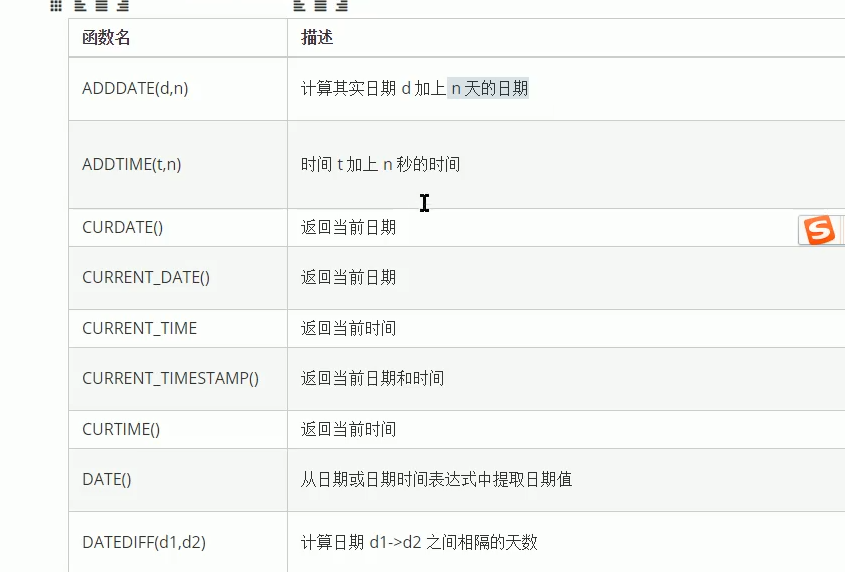 函数名 描述
ADDDATE(d,n) 计算其实日期 d 加上 n 天的日期
ADDTIME(t,n) 时间 t 加上 n 秒的时间
CURDATE() 返回当前日期
CURRENT_DATE() 返回当前日期
CURRENT_TIME 返回当前时间
CURRENT_TIMESTAMP() 返回当前日期和时间
CURTIME() 返回当前时间
DATE() 从日期或日期时间表达式中提取日期值
DATEDIFF(d1,d2) 计算日期 d1->d2 之间相隔的天数